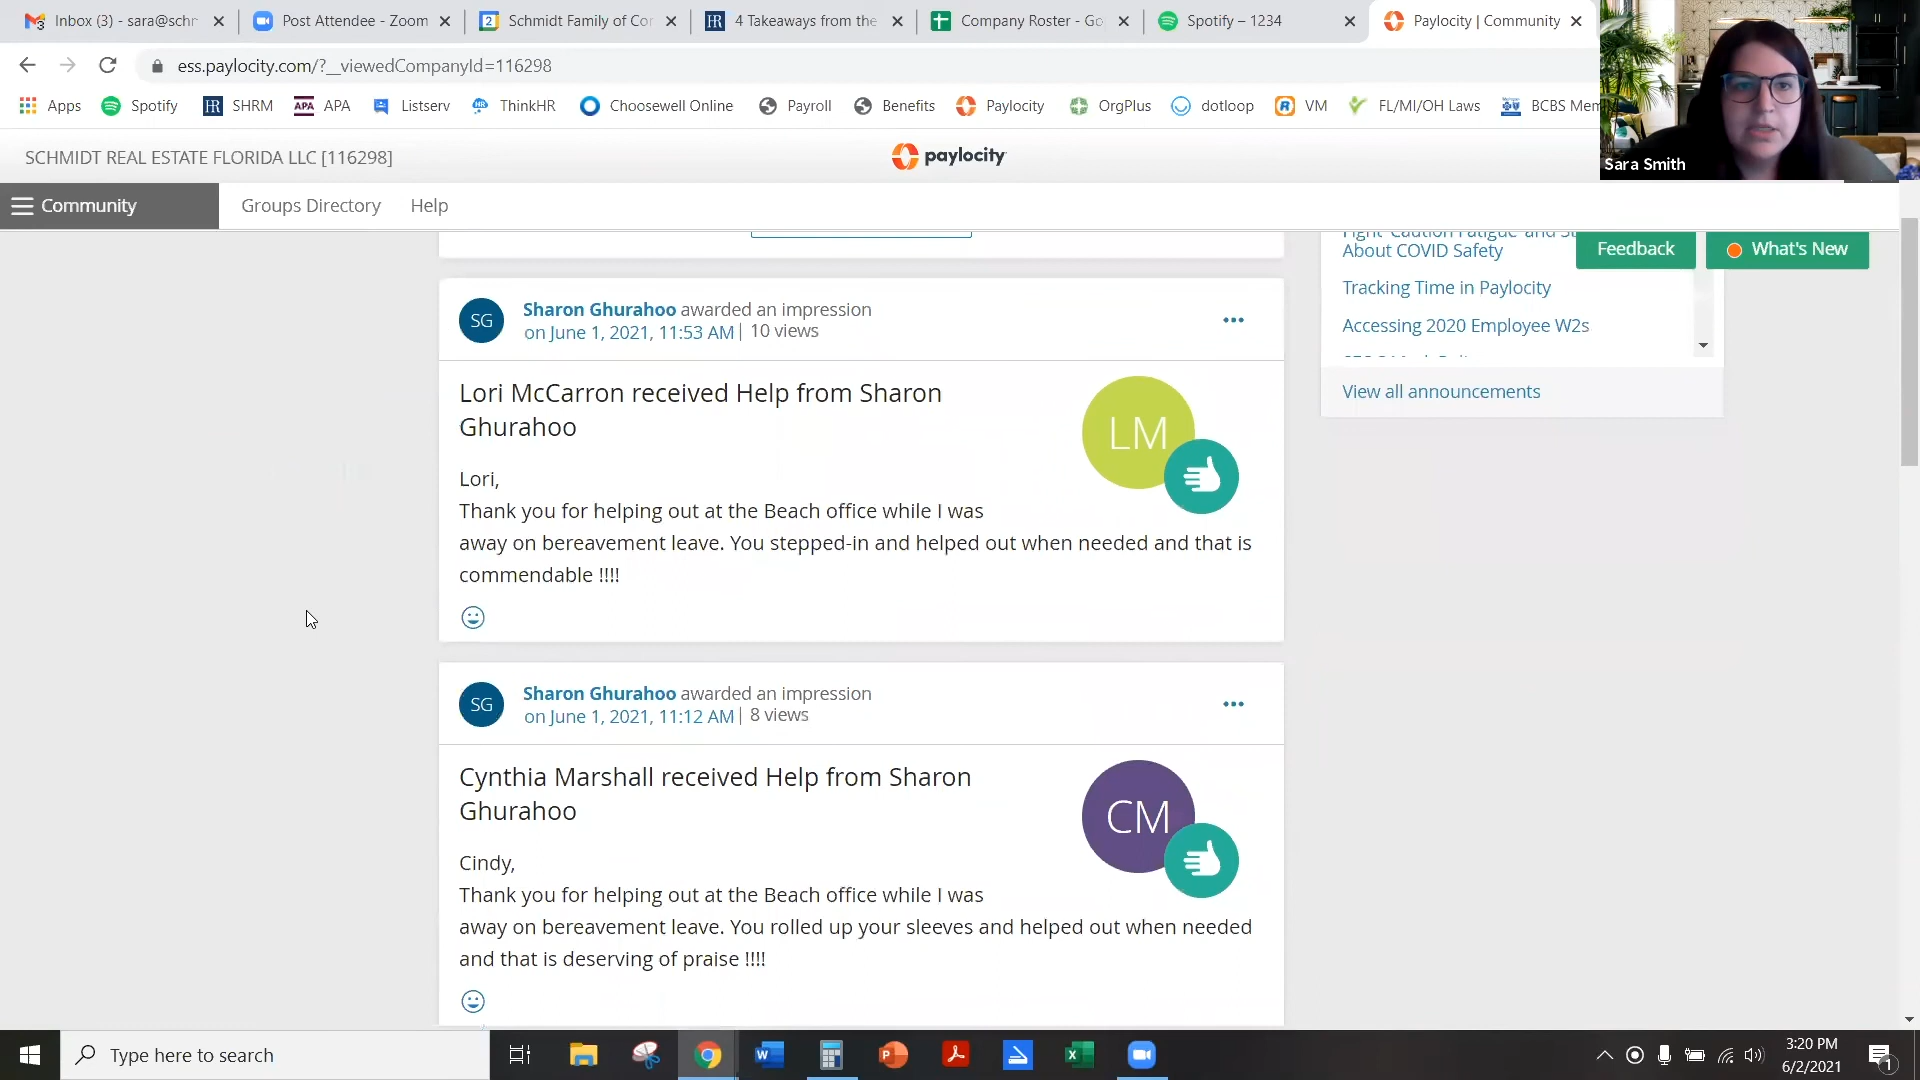 Inbox (3) - sara@schm
Post Attendee - Zoom
Schmidt Family of Cor
4 Takeaways from the
Company Roster - Go
Spotify – 1234
Paylocity | Community
ess.paylocity.com/?__viewedCompanyId=116298
Apps
Spotify
SHRM
APA
Listserv
ThinkHR
Choosewell Online
Payroll
Benefits
Paylocity
OrgPlus
dotloop
VM
FL/MI/OH Laws
BCBS Mem
Sara Smith
SCHMIDT REAL ESTATE FLORIDA LLC [116298]
paylocity
Community
Groups Directory
Help
Fight 'Caution Fatigue' and St
About COVID Safety
Feedback
What's New
Tracking Time in Paylocity
Accessing 2020 Employee W2s
View all announcements
SG
Sharon Ghurahoo awarded an impression
on June 1, 2021, 11:53 AM | 10 views
Lori McCarron received Help from Sharon
Ghurahoo
LM
Lori,
Thank you for helping out at the Beach office while I was
away on bereavement leave. You stepped-in and helped out when needed and that is
commendable !!!!
SG
Sharon Ghurahoo awarded an impression
on June 1, 2021, 11:12 AM | 8 views
Cynthia Marshall received Help from Sharon
Ghurahoo
CM
Cindy,
Thank you for helping out at the Beach office while I was
away on bereavement leave. You rolled up your sleeves and helped out when needed
and that is deserving of praise !!!!
Type here to search
3:20 PM
6/2/2021
1